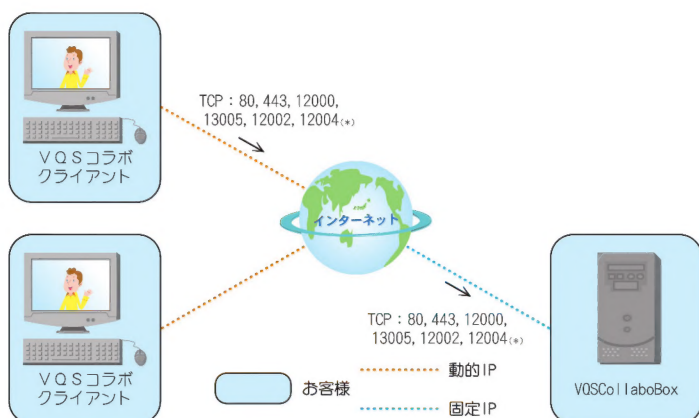 TCP : 80, 443, 12000,
13005, 12002, 12004(*)
VQSコラボ
クライアント
インターネット
TCP : 80, 443, 12000,
13005, 12002, 12004(*)
VQSコラボ
クライアント
お客様
動的IP
固定IP
VQSCollaboBox